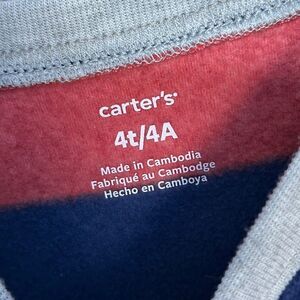 carter's
4t/4A
Made in Cambodia
Fabriqué au Cambodge
Hecho en Camboya